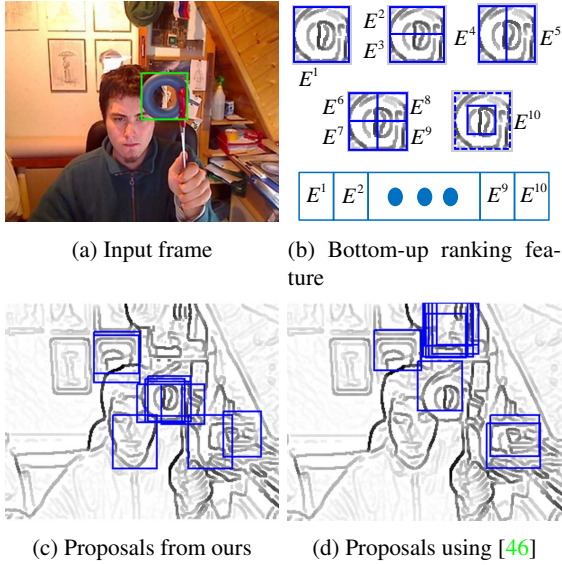 E^1
E^2
E^3
E^4
E^5
E^6
E^7
E^8
E^9
E^10
E^1 E^2 E^9 E^10
(a) Input frame
(b) Bottom-up ranking fea-
ture
(c) Proposals from ours
(d) Proposals using [46]